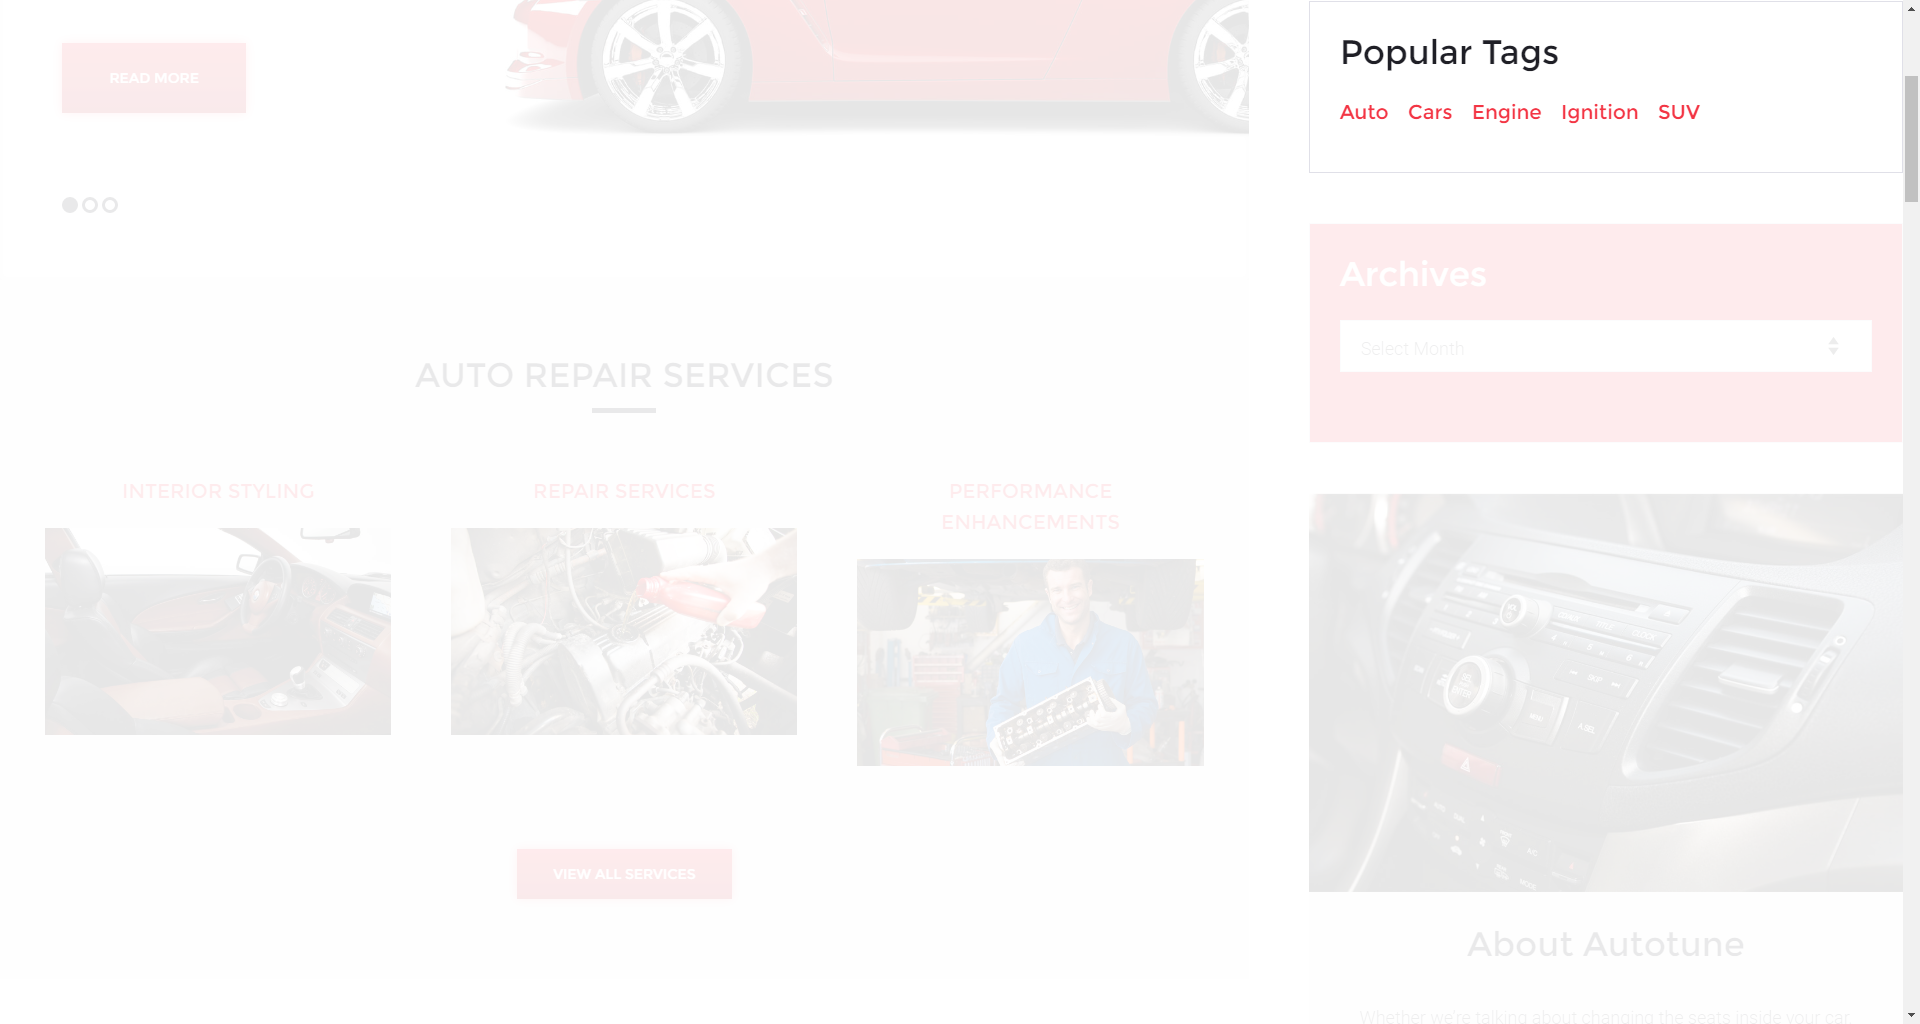 READ MORE
Popular Tags
Auto Cars Engine Ignition SUV
Archives
Select Month
AUTO REPAIR SERVICES
INTERIOR STYLING
REPAIR SERVICES
PERFORMANCE
ENHANCEMENTS
VIEW ALL SERVICES
About Autotune
Whether we're talking about changing the seats inside your car,